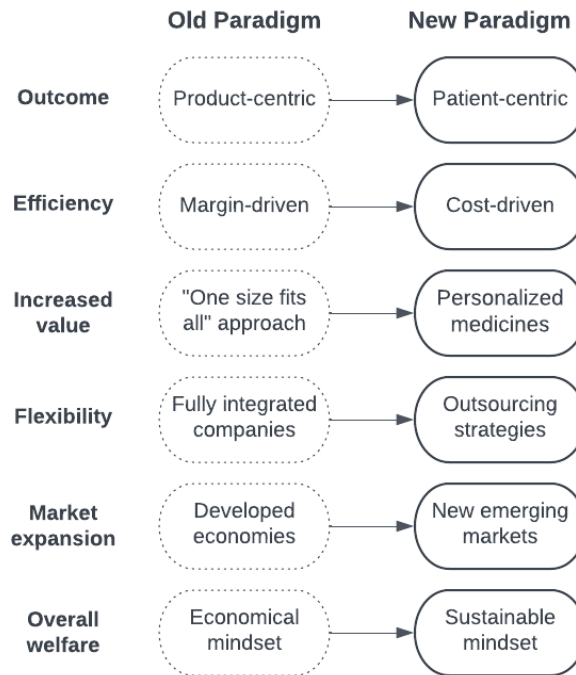 Old Paradigm New Paradigm
Outcome Product-centric Patient-centric
Efficiency Margin-driven Cost-driven
Increased
value
"One size fits
all" approach
Personalized
medicines
Flexibility
Fully integrated
companies
Outsourcing
strategies
Market
expansion
Developed
economies
New emerging
markets
Overall
welfare
Economical
mindset
Sustainable
mindset